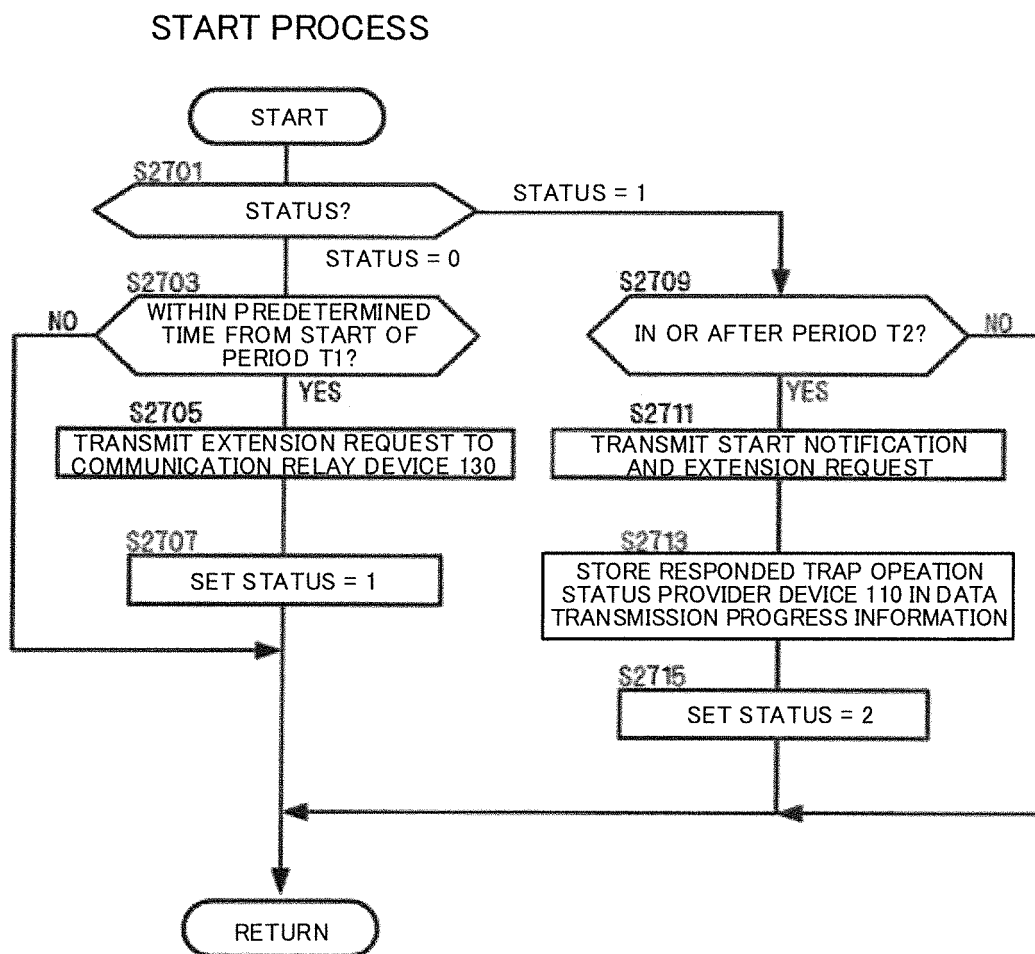 START PROCESS
START
S2701
STATUS?
STATUS = 1
STATUS = 0
S2703
WITHIN PREDETERMINED
TIME FROM START OF
PERIOD T1?
NO
YES
S2705
TRANSMIT EXTENSION REQUEST TO
COMMUNICATION RELAY DEVICE 130
S2707
SET STATUS = 1
S2709
IN OR AFTER PERIOD T2?
NO
YES
S2711
TRANSMIT START NOTIFICATION
AND EXTENSION REQUEST
S2713
STORE RESPONDED TRAP OPEATION
STATUS PROVIDER DEVICE 110 IN DATA
TRANSMISSION PROGRESS INFORMATION
S2715
SET STATUS = 2
RETURN